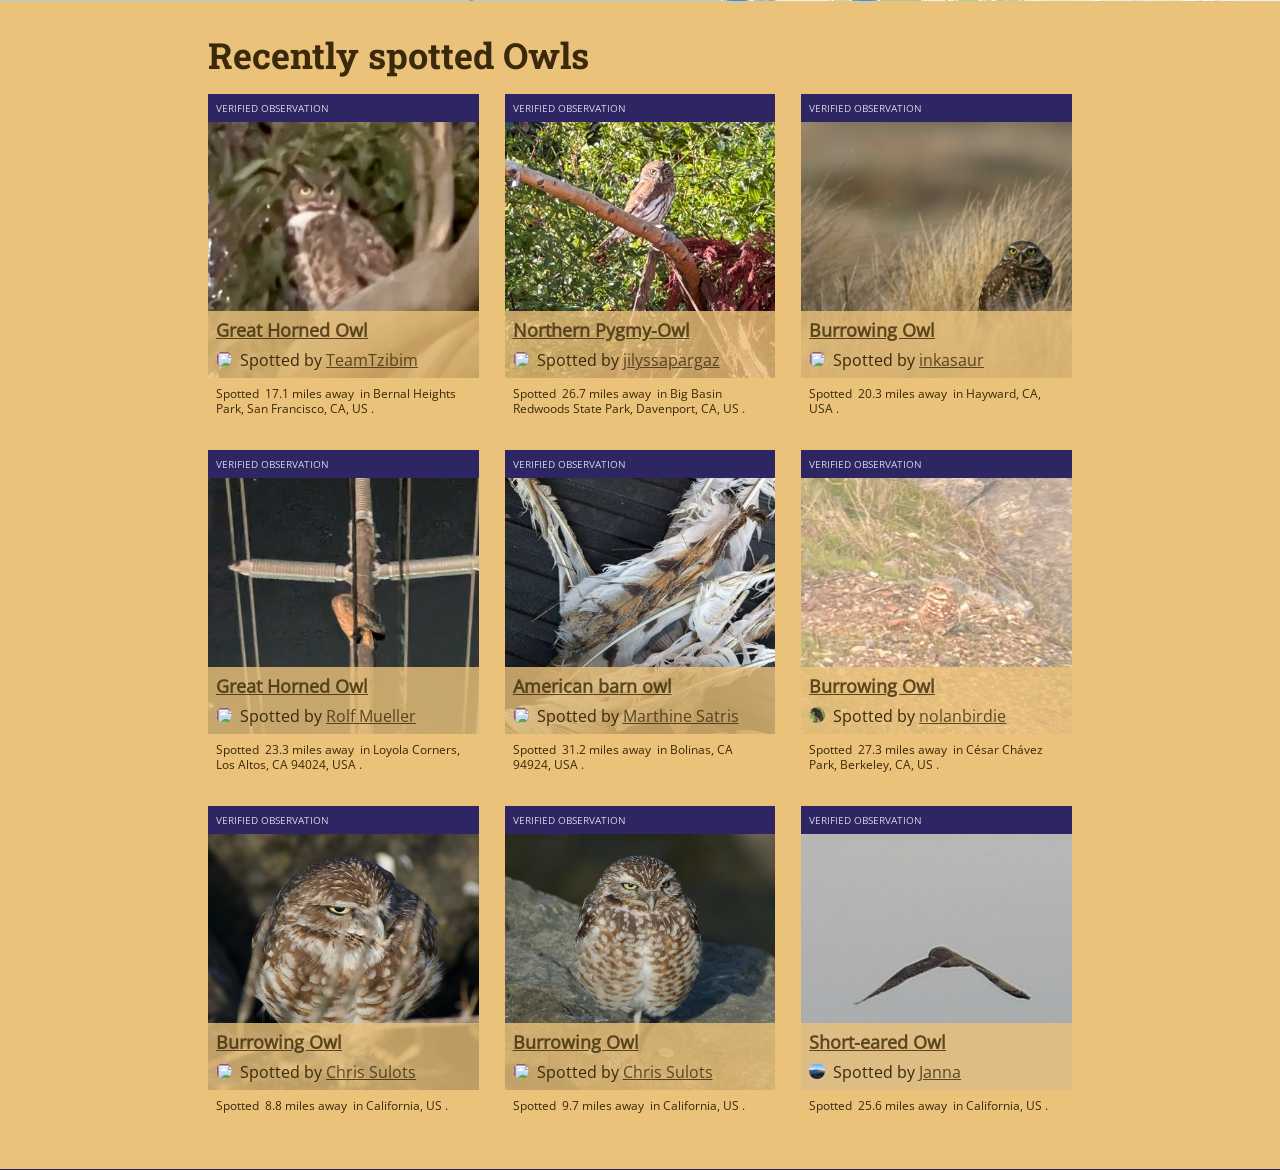 Recently spotted Owls
VERIFIED OBSERVATION
Great Horned Owl
Spotted by TeamTzibim
Spotted 17.1 miles away in Bernal Heights
Park, San Francisco, CA, US .
VERIFIED OBSERVATION
Northern Pygmy-Owl
Spotted by jilyssapargaz
Spotted 26.7 miles away in Big Basin
Redwoods State Park, Davenport, CA, US .
VERIFIED OBSERVATION
Burrowing Owl
Spotted by inkasaur
Spotted 20.3 miles away in Hayward, CA,
USA .
VERIFIED OBSERVATION
Great Horned Owl
Spotted by Rolf Mueller
Spotted 23.3 miles away in Loyola Corners,
Los Altos, CA 94024, USA .
VERIFIED OBSERVATION
American barn owl
Spotted by Marthine Satris
Spotted 31.2 miles away in Bolinas, CA
94924, USA .
VERIFIED OBSERVATION
Burrowing Owl
Spotted by nolanbirdie
Spotted 27.3 miles away in César Chávez
Park, Berkeley, CA, US .
VERIFIED OBSERVATION
Burrowing Owl
Spotted by Chris Sulots
Spotted 8.8 miles away in California, US .
VERIFIED OBSERVATION
Burrowing Owl
Spotted by Chris Sulots
Spotted 9.7 miles away in California, US .
VERIFIED OBSERVATION
Short-eared Owl
Spotted by Janna
Spotted 25.6 miles away in California, US .